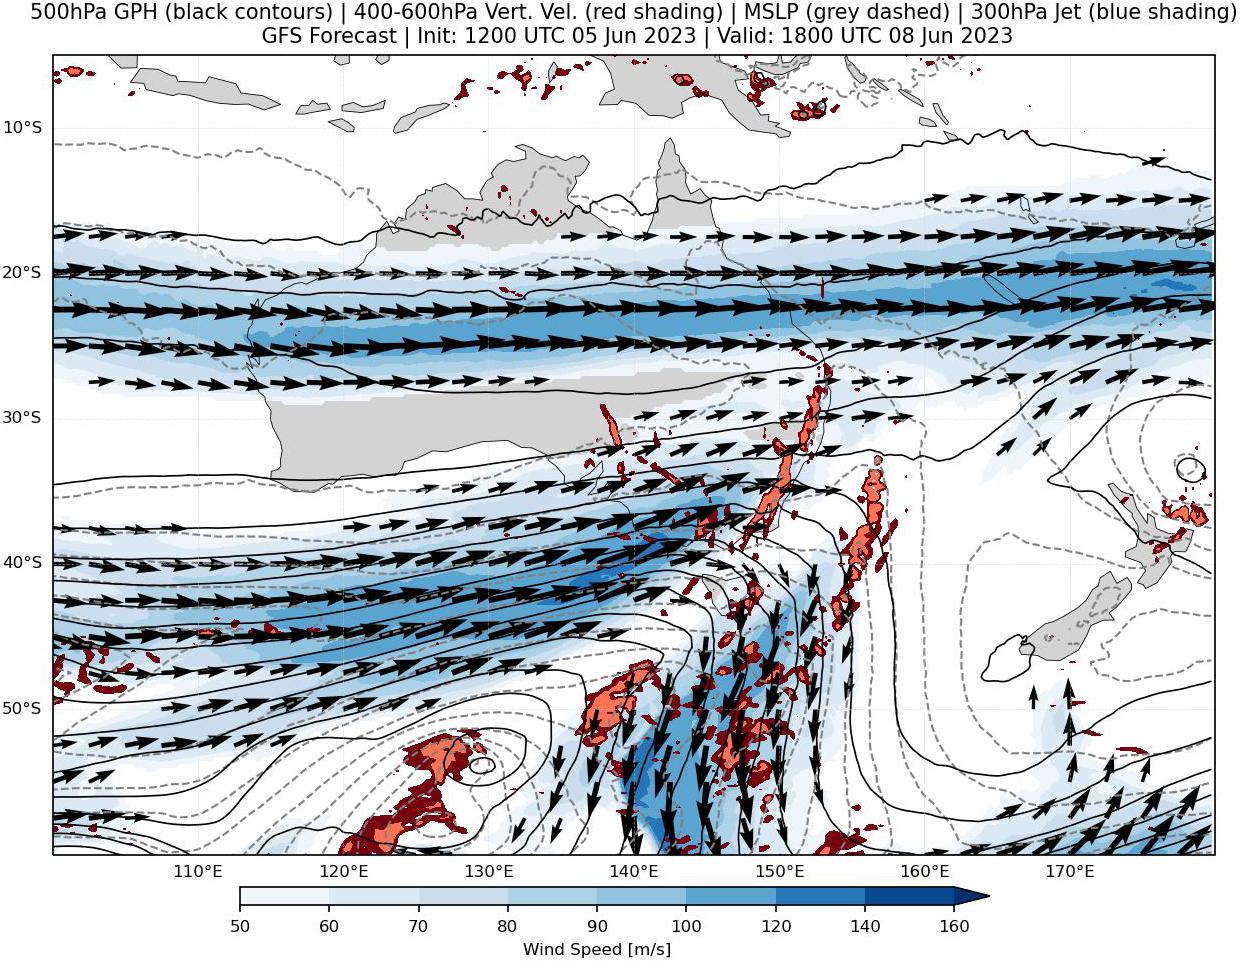 500hPa GPH (black contours) | 400-600hPa Vert. Vel. (red shading) | MSLP (grey dashed) | 300hPa Jet (blue shading)
GFS Forecast | Init: 1200 UTC 05 Jun 2023 | Valid: 1800 UTC 08 Jun 2023
10°S
20°S
30°S
40°S
50°S
110°E 120°E 130°E 140°E 150°E 160°E 170°E
50 60 70 80 90 100 120 140 160
Wind Speed [m/s]